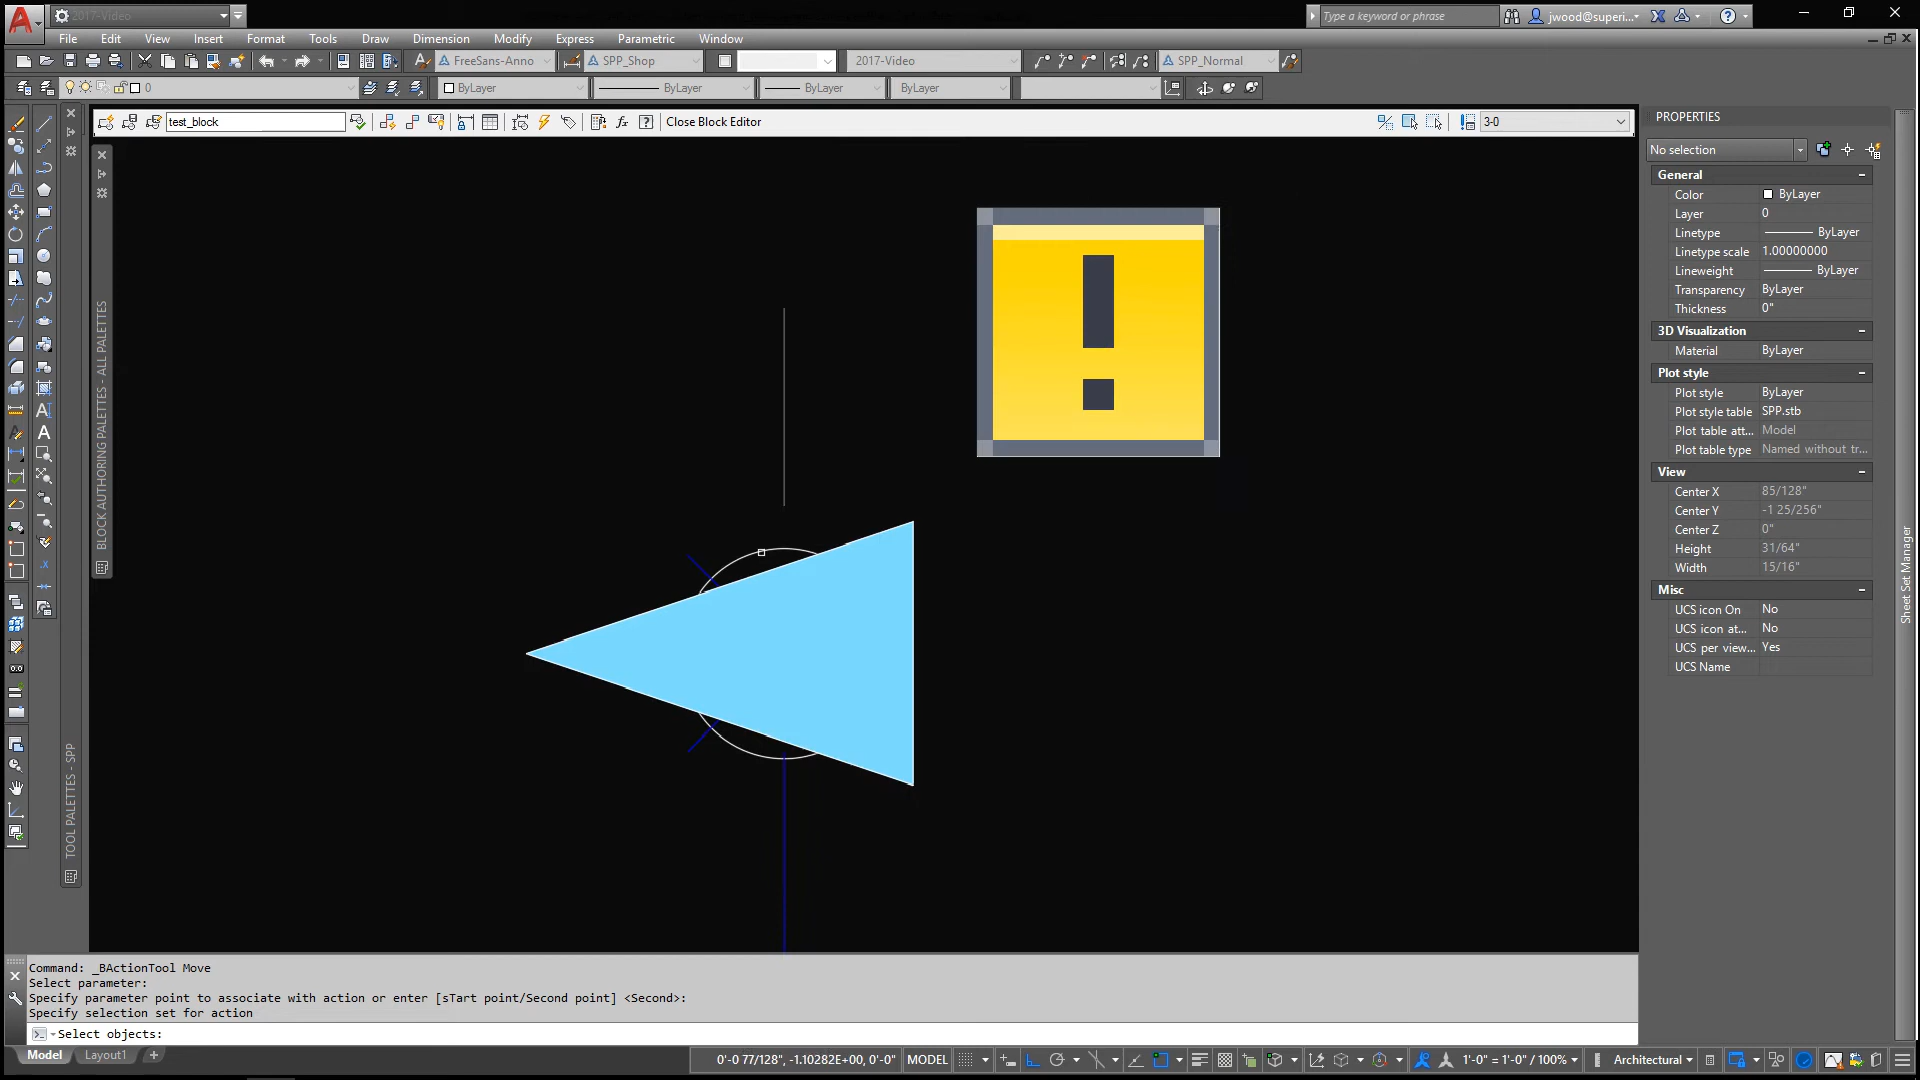 2017-Video
Type a keyword or phrase
jwood@superi...
File Edit View Insert Format Tools Draw Dimension Modify Express Parametric Window
FreeSans-Anno SPP_Shop 2017-Video SPP_Normal
0 ByLayer ByLayer ByLayer ByLayer
test_block Close Block Editor 3-0
PROPERTIES
No selection
General
Color ByLayer
Layer 0
Linetype ByLayer
Linetype scale 1.00000000
Lineweight ByLayer
Transparency ByLayer
Thickness 0"
3D Visualization
Material ByLayer
Plot style
Plot style ByLayer
Plot style table SPP.stb
Plot table att... Model
Plot table type Named without tr...
View
Center X 85/128"
Center Y -1 25/256"
Center Z 0"
Height 31/64"
Width 15/16"
Misc
UCS icon On No
UCS icon at... No
UCS per view... Yes
UCS Name
Sheet Set Manager
BLOCK AUTHORING PALETTES - ALL PALETTES
TOOL PALETTES - SPP
!
Command: _BActionTool Move
Select parameter:
Specify parameter point to associate with action or enter [sTart point/Second point] <Second>:
Specify selection set for action
Select objects:
Model Layout1 +
0'-0 77/128", -1.10282E+00, 0'-0" MODEL 1'-0" = 1'-0" / 100% Architectural